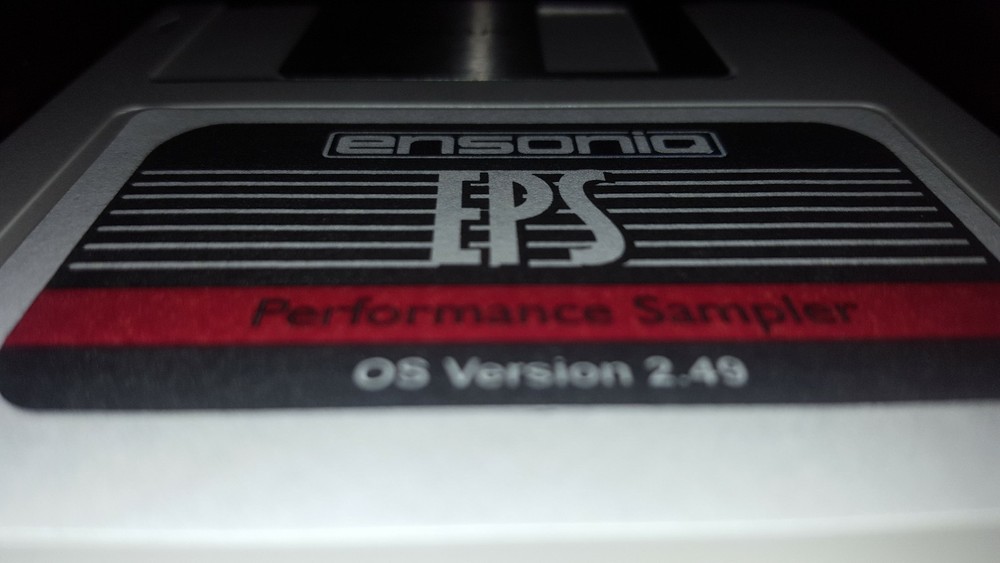 ensoniq
EPS
Performance Sampler
OS Version 2.49